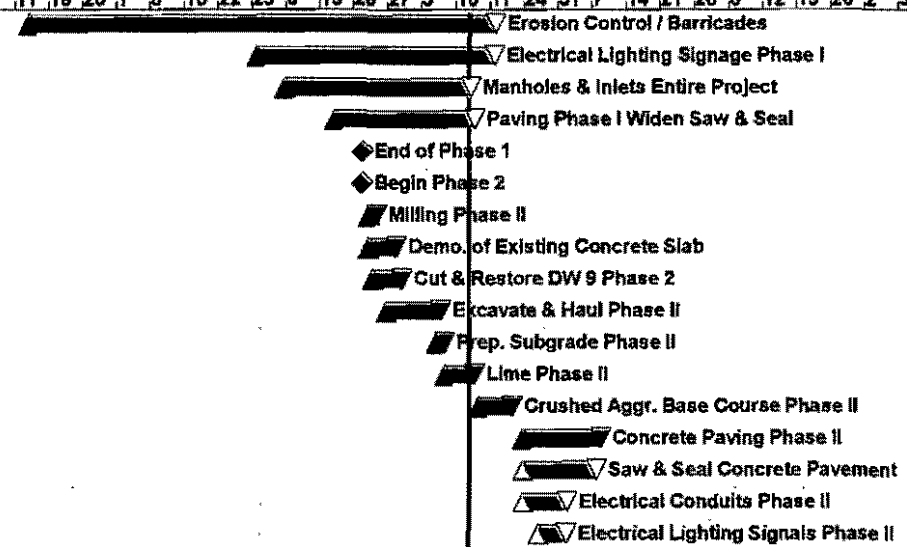 Erosion Control / Barricades
Electrical Lighting Signage Phase I
Manholes & Inlets Entire Project
Paving Phase I Widen Saw & Seal
End of Phase 1
Begin Phase 2
Milling Phase II
Demo. of Existing Concrete Slab
Cut & Restore DW 9 Phase 2
Excavate & Haul Phase II
Prep. Subgrade Phase II
Lime Phase II
Crushed Aggr. Base Course Phase II
Concrete Paving Phase II
Saw & Seal Concrete Pavement
Electrical Conduits Phase II
Electrical Lighting Signals Phase II